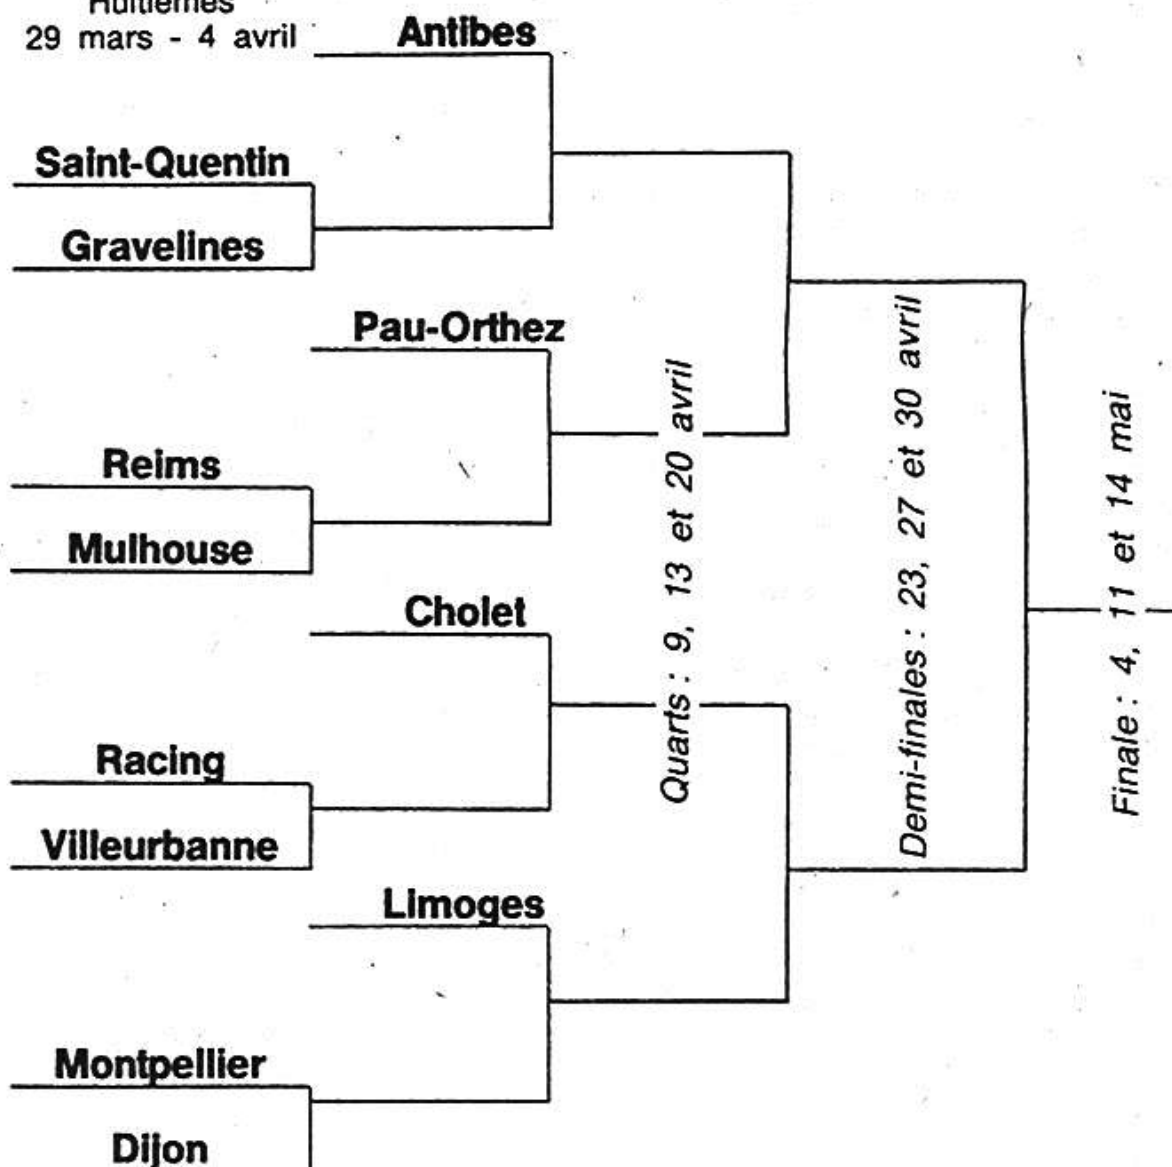 Huitièmes
29 mars - 4 avril
Antibes
Saint-Quentin
Gravelines
Pau-Orthez
Reims
Mulhouse
Cholet
Racing
Villeurbanne
Limoges
Montpellier
Dijon
Quarts : 9, 13 et 20 avril
Demi-finales : 23, 27 et 30 avril
Finale : 4, 11 et 14 mai